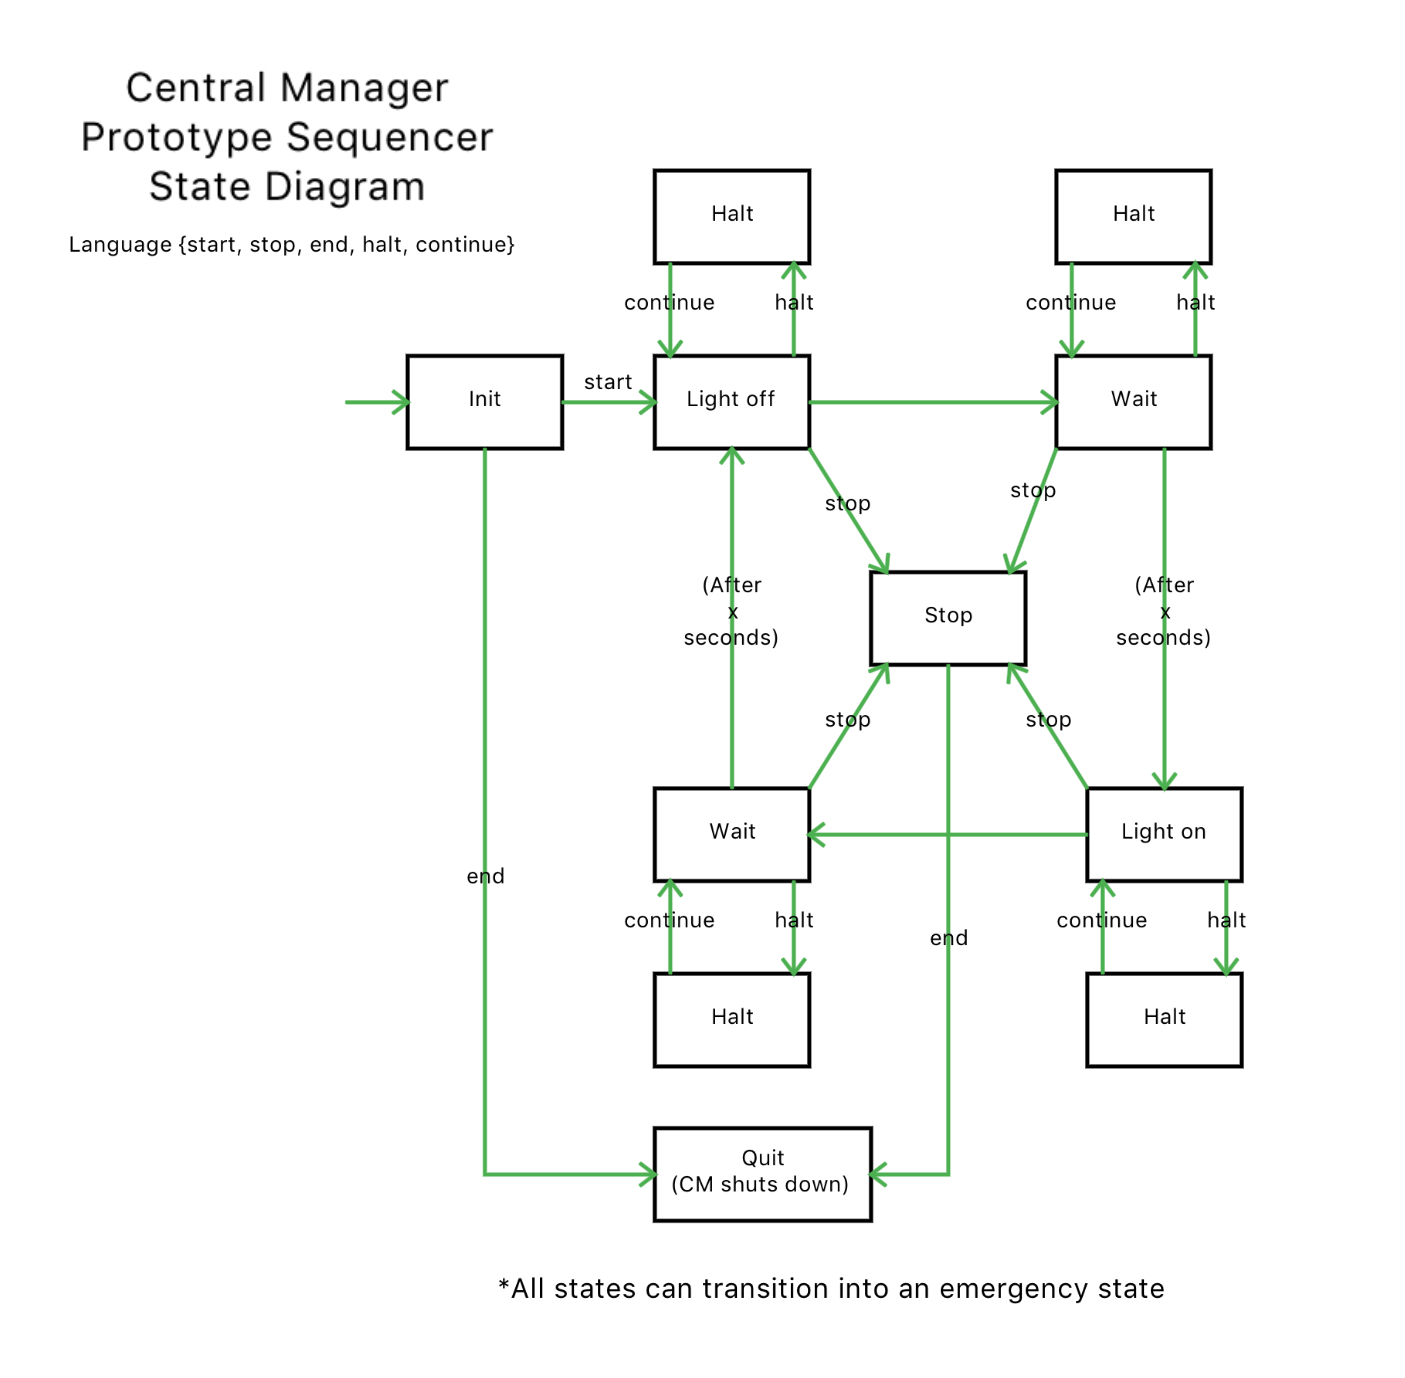 Central Manager
Prototype Sequencer
State Diagram
Language {start, stop, end, halt, continue}
Halt
Halt
continue
halt
continue
halt
Init
start
Light off
Wait
stop
stop
(After
x
seconds)
(After
x
seconds)
Stop
stop
stop
Wait
Light on
end
continue
halt
continue
halt
end
Halt
Halt
Quit
(CM shuts down)
*All states can transition into an emergency state